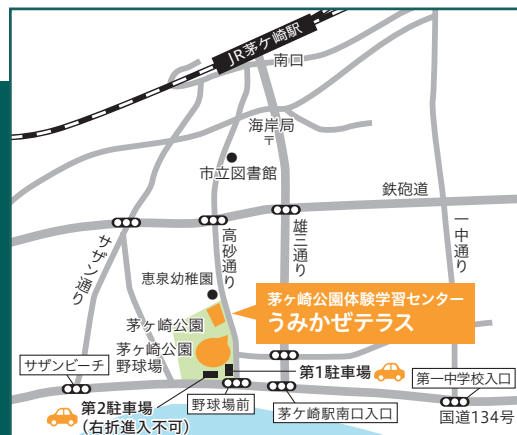 JR茅ケ崎駅
南口
海岸局
〒
市立図書館
鉄砲道
サザン通り
高砂通り
雄三通り
一中通り
恵泉幼稚園
茅ヶ崎公園体験学習センター
うみかぜテラス
茅ヶ崎公園
茅ヶ崎公園
野球場
サザンビーチ
第1駐車場
第一中学校入口
第2駐車場
(右折進入不可)
野球場前
茅ヶ崎駅南口入口
国道134号